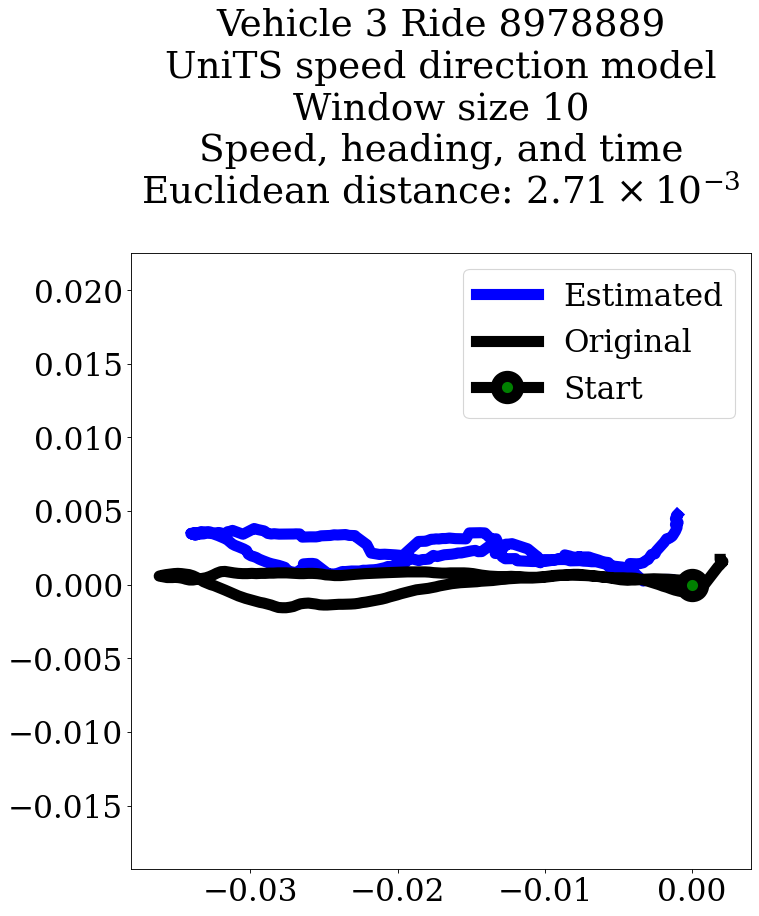 Vehicle 3 Ride 8978889
UniTS speed direction model
Window size 10
Speed, heading, and time
Euclidean distance: 2.71 × 10⁻³
Estimated
Original
Start
0.020
0.015
0.010
0.005
0.000
−0.005
−0.010
−0.015
−0.03 −0.02 −0.01 0.00